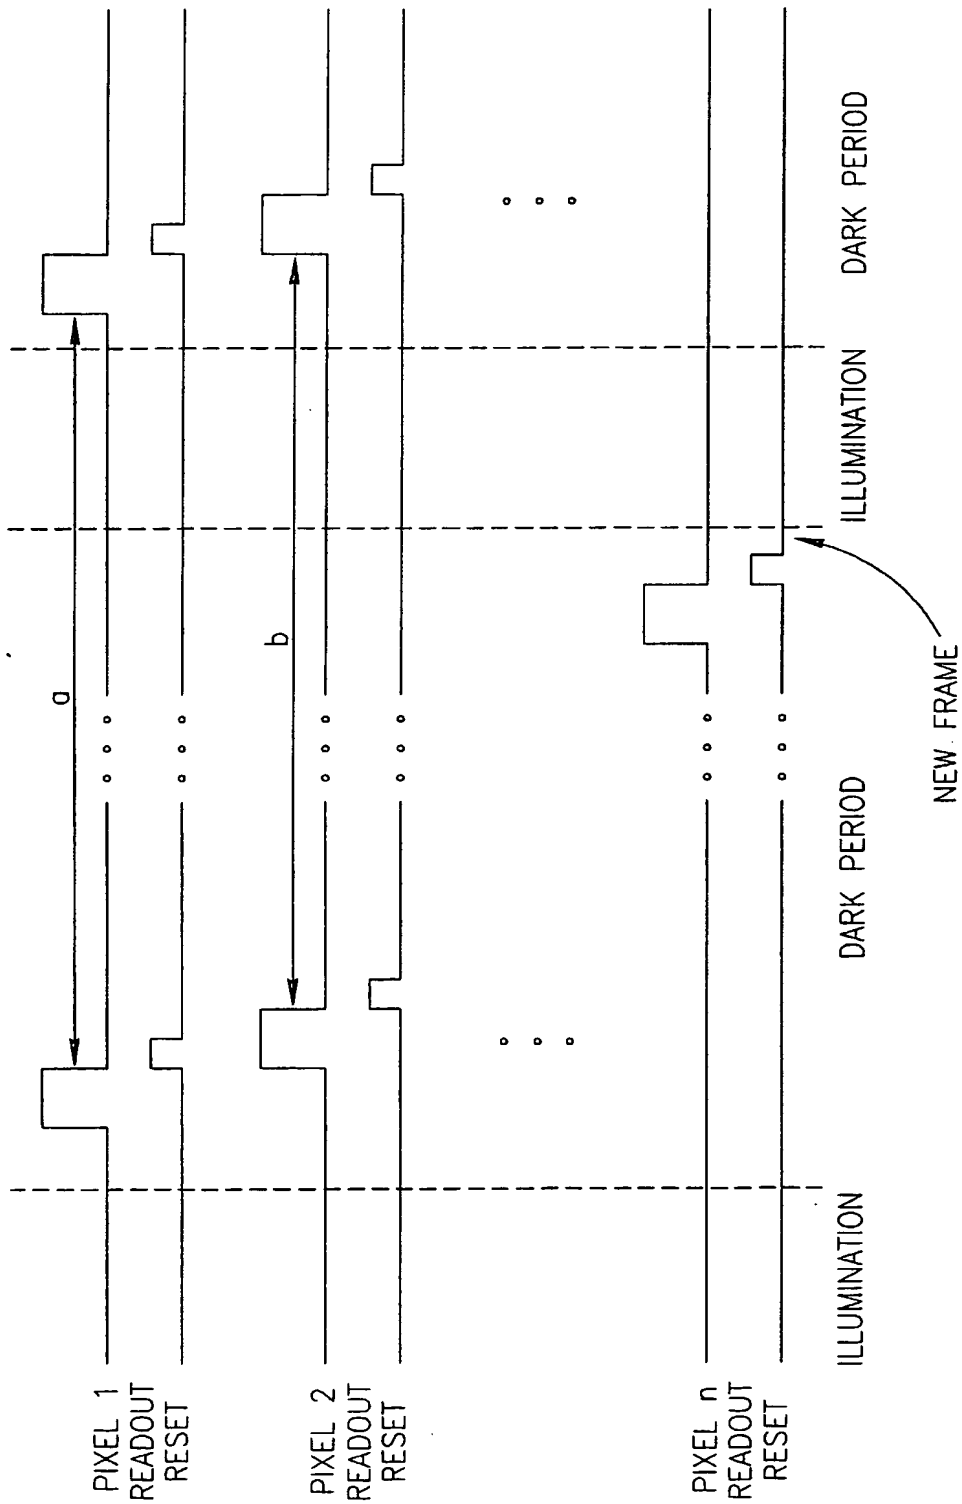 PIXEL 1
READOUT
RESET
a
PIXEL 2
READOUT
RESET
b
PIXEL n
READOUT
RESET
ILLUMINATION
DARK PERIOD
ILLUMINATION
DARK PERIOD
NEW FRAME